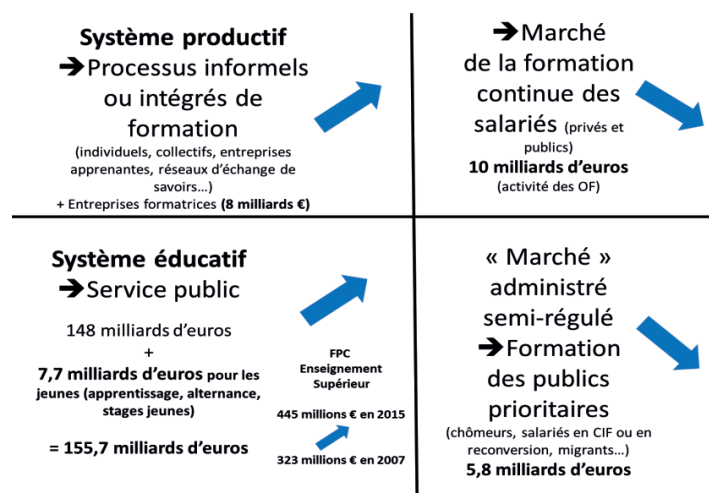 Système productif
➔Processus informels
ou intégrés de
formation
(individuels, collectifs, entreprises
apprenantes, réseaux d'échange de
savoirs…)
+ Entreprises formatrices (8 milliards €)
➔Marché
de la formation
continue des
salariés (privés et
publics)
10 milliards d'euros
(activité des OF)
Système éducatif
➔Service public
148 milliards d'euros
+
7,7 milliards d'euros pour les
jeunes (apprentissage, alternance,
stages jeunes)
= 155,7 milliards d'euros
FPC
Enseignement
Supérieur
445 millions € en 2015
323 millions € en 2007
« Marché »
administré
semi-régulé
➔Formation
des publics
prioritaires
(chômeurs, salariés en CIF ou en
reconversion, migrants…)
5,8 milliards d'euros